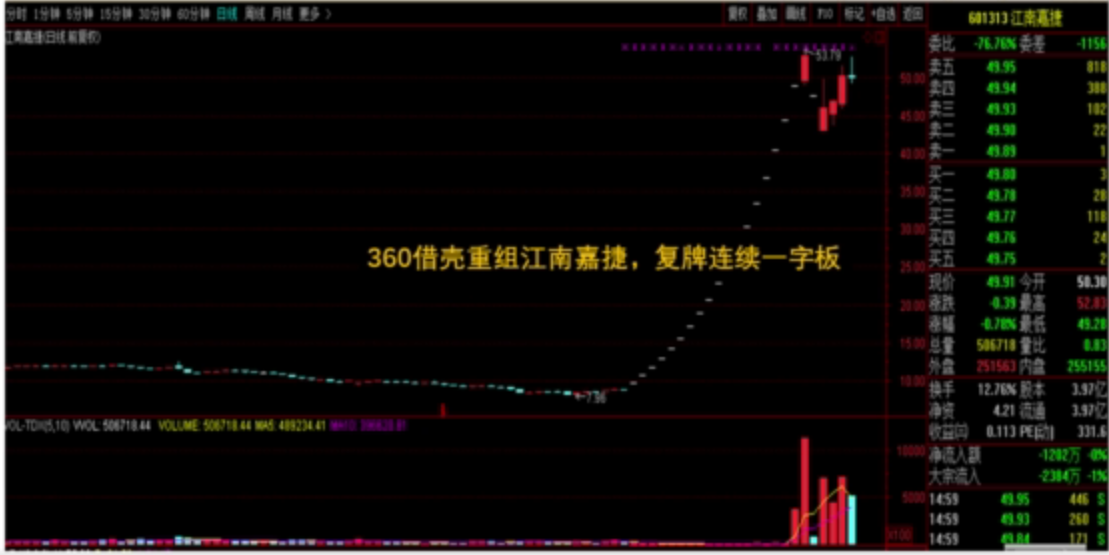 分时 1分钟 5分钟 15分钟 30分钟 60分钟 日线 周线 月线 更多 >
复权 叠加 画线 F10 标记 +自选 返回
江南嘉捷(日线 前复权)
53.79
360借壳重组江南嘉捷，复牌连续一字板
7.96
50.00
45.00
40.00
35.00
30.00
25.00
20.00
15.00
10.00
VOL-TDX(5,10) VVOL: 506718.44 VOLUME: 506718.44 MA5: 489234.41
10000
5000
X100
601313 江南嘉捷
委比 -76.76% 委差 -1156
卖五 49.95 818
卖四 49.94 388
卖三 49.93 102
卖二 49.90 22
卖一 49.89 1
买一 49.80 3
买二 49.78 28
买三 49.77 118
买四 49.76 24
买五 49.75 2
现价 49.91 今开 50.30
涨跌 -0.39 最高 52.83
涨幅 -0.78% 最低 49.28
总量 506718 量比 0.83
外盘 251563 内盘 255155
换手 12.76% 股本 3.97亿
净资 4.21 流通 3.97亿
收益(三) 0.113 PE(动) 331.6
净流入额 -1202万 -0%
大宗流入 -2384万 -1%
14:59 49.95 446 S
14:59 49.93 260 S
14:59 49.84 171 S